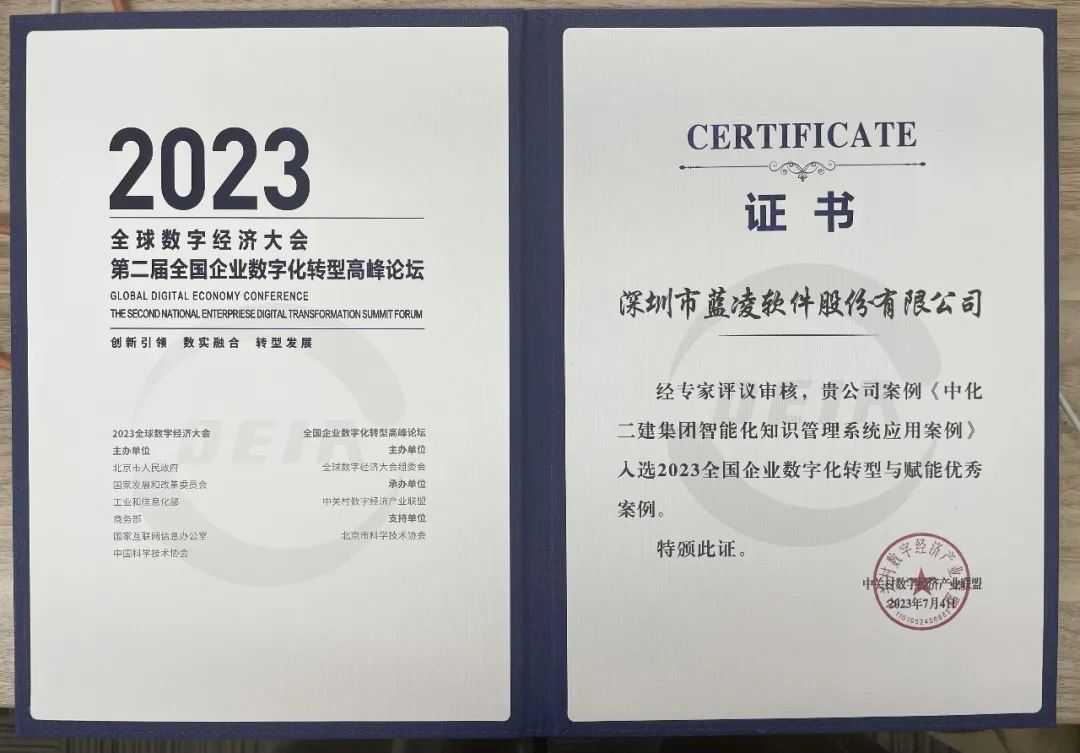 2023
全球数字经济大会
第二届全国企业数字化转型高峰论坛
GLOBAL DIGITAL ECONOMY CONFERENCE
THE SECOND NATIONAL ENTERPRIESE DIGITAL TRANSFORMATION SUMMIT FORUM
创新引领 数实融合 转型发展
2023全球数字经济大会
主办单位
北京市人民政府
国家发展和改革委员会
工业和信息化部
商务部
国家互联网信息办公室
中国科学技术协会
全国企业数字化转型高峰论坛
主办单位
全球数字经济大会组委会
承办单位
中关村数字经济产业联盟
支持单位
北京市科学技术协会
CERTIFICATE
证书
深圳市蓝凌软件股份有限公司
经专家评议审核，贵公司案例《中化
二建集团智能化知识管理系统应用案例》
入选2023全国企业数字化转型与赋能优秀
案例。
特颁此证。
中关村数字经济产业联盟
2023年7月4日